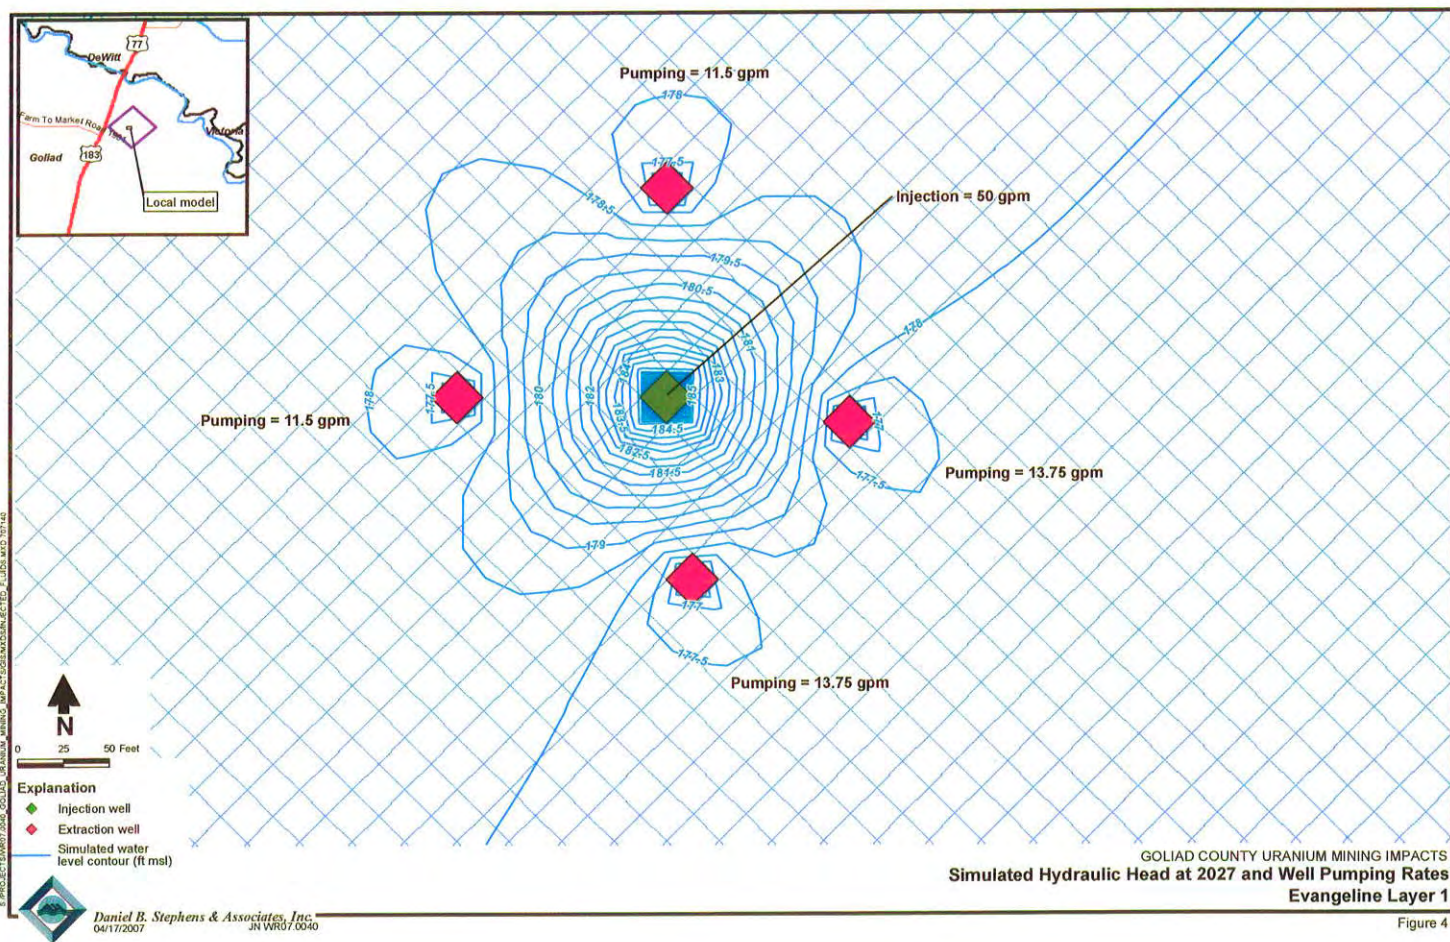 77
DeWitt
Farm To Market Road
Victoria
Goliad
183
Local model
Pumping = 11.5 gpm
178
177.5
178.5
Injection = 50 gpm
179.5
180.5
181
178
184
183
178
177.5
180
182
185
183.5
184.5
177
Pumping = 11.5 gpm
182.5
181.5
Pumping = 13.75 gpm
177.5
179
177
177.5
Pumping = 13.75 gpm
N
0 25 50 Feet
Explanation
Injection well
Extraction well
Simulated water
level contour (ft msl)
GOLIAD COUNTY URANIUM MINING IMPACTS
Simulated Hydraulic Head at 2027 and Well Pumping Rates
Evangeline Layer 1
Daniel B. Stephens & Associates, Inc.
04/17/2007 JN WR07.0040
Figure 4